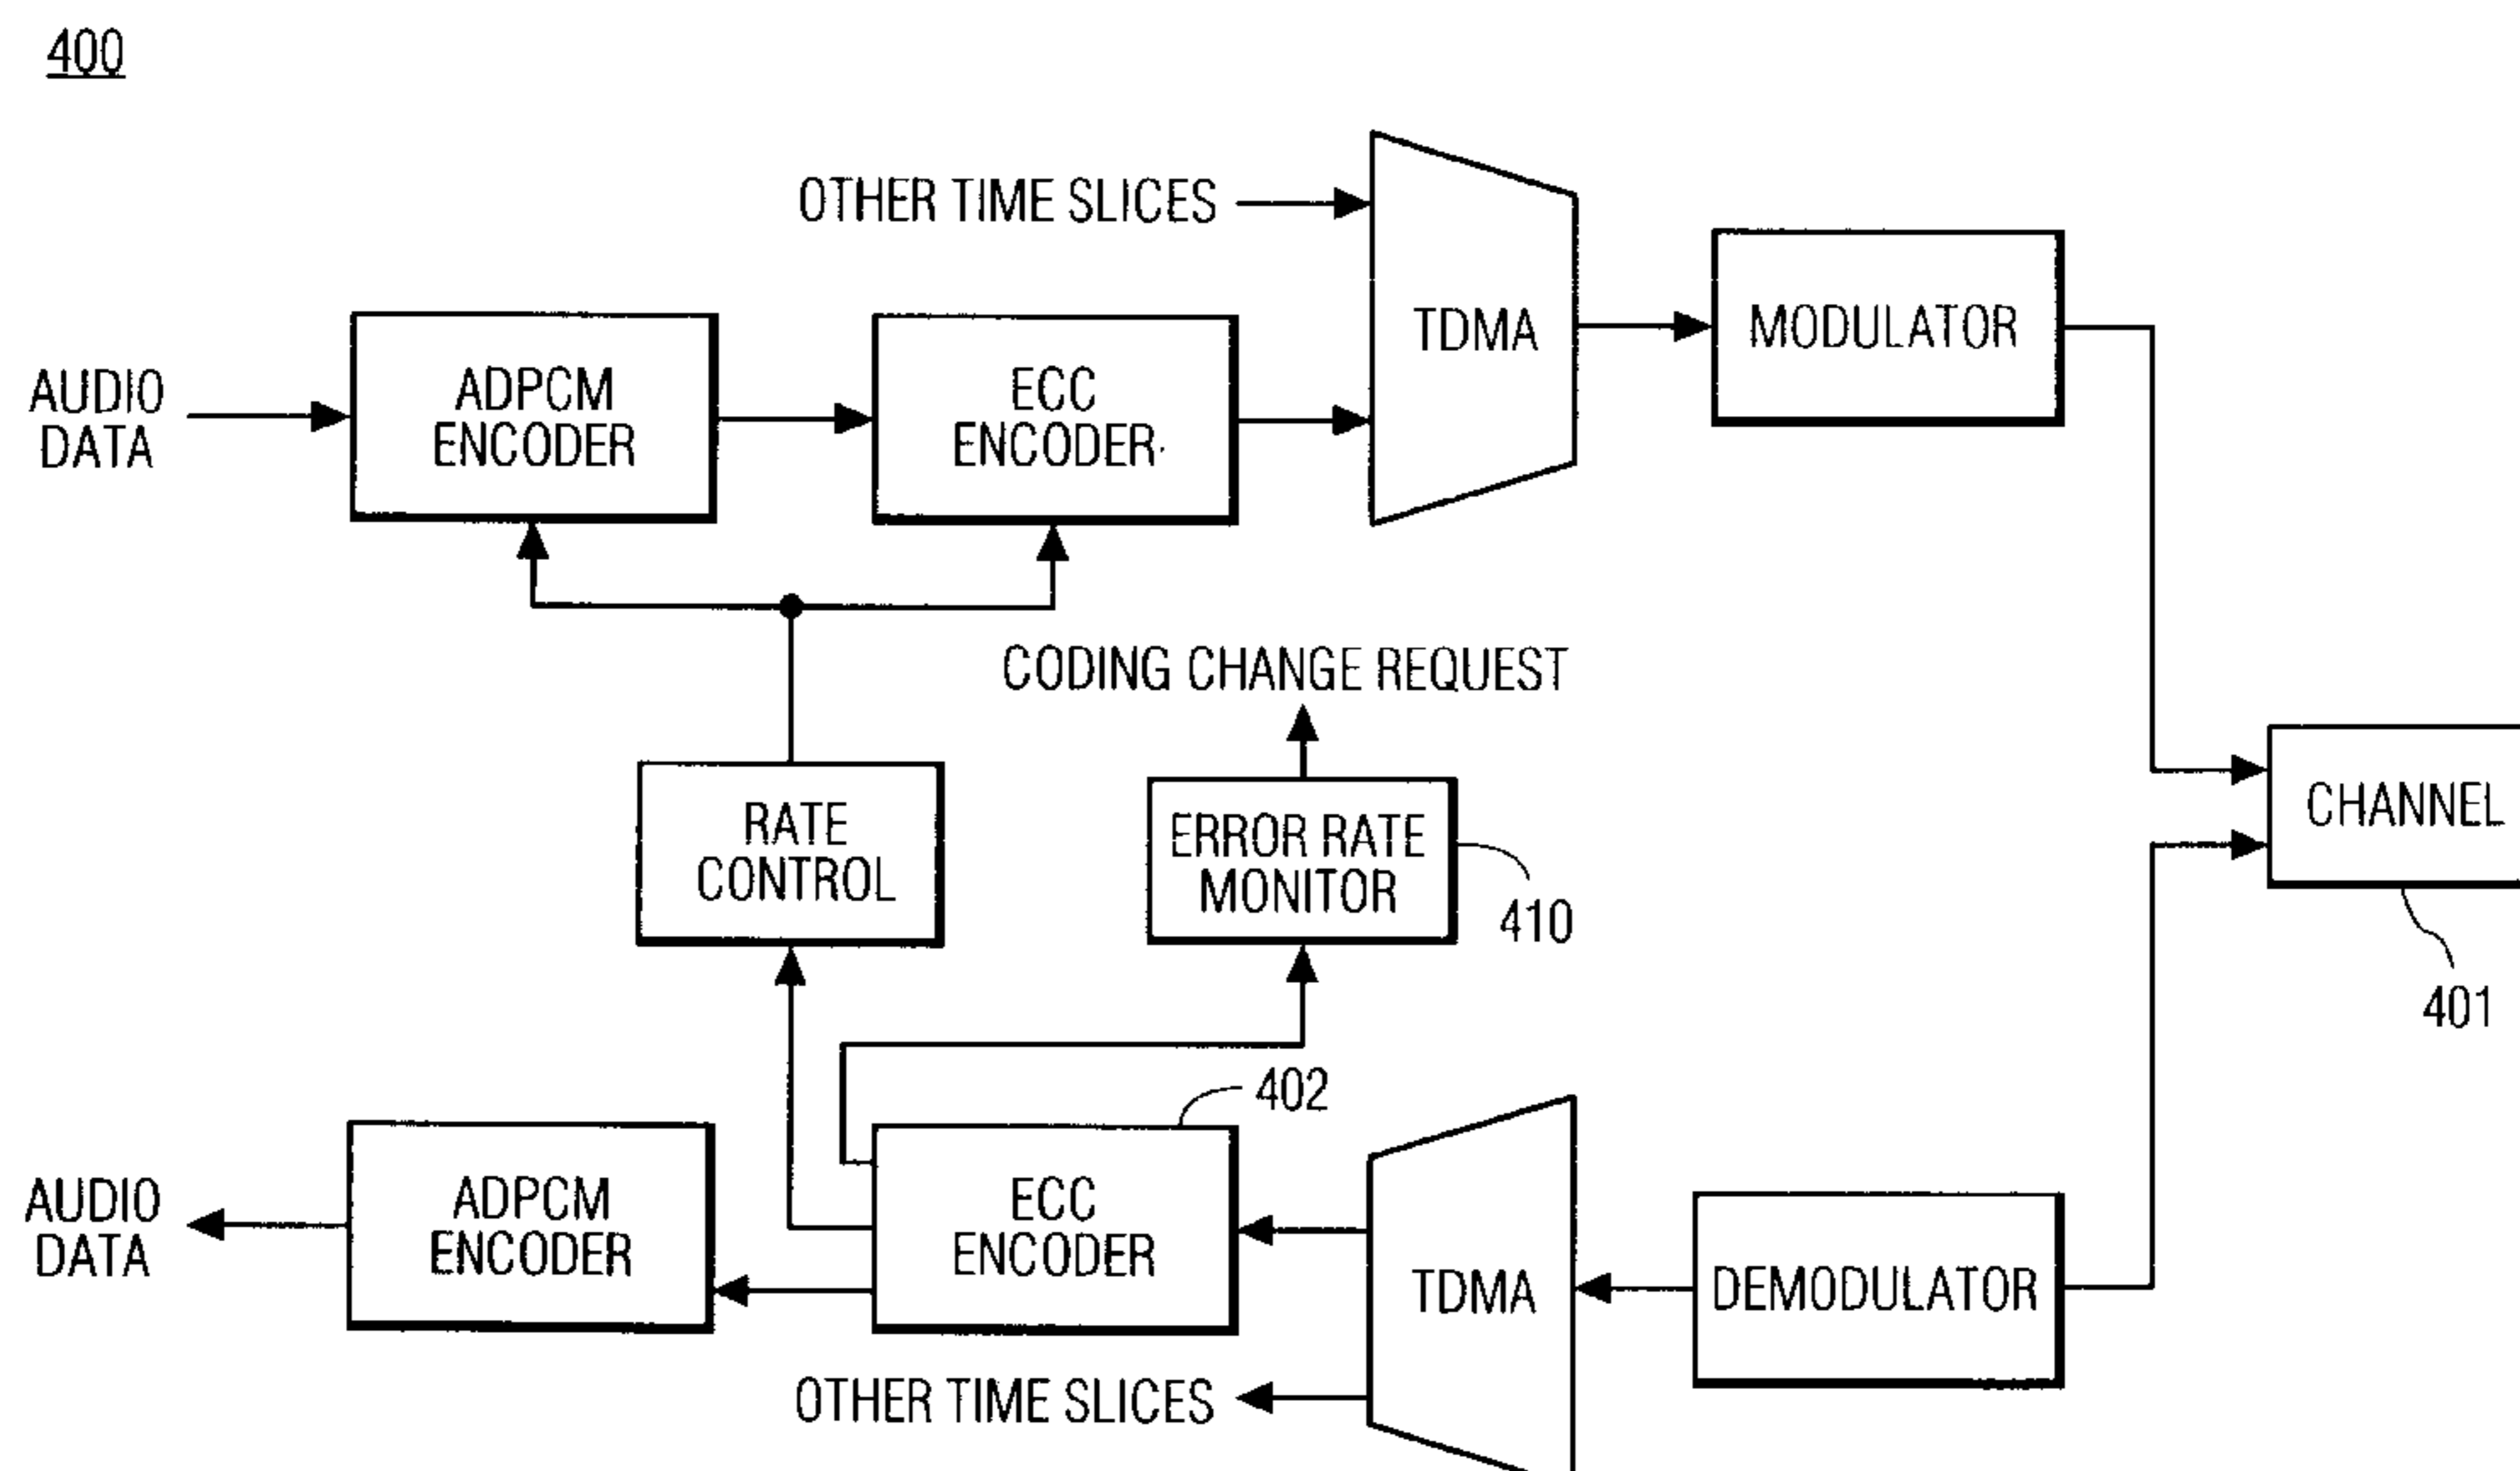 400
OTHER TIME SLICES
TDMA
MODULATOR
AUDIO
DATA
ADPCM
ENCODER
ECC
ENCODER
CODING CHANGE REQUEST
RATE
CONTROL
ERROR RATE
MONITOR
410
CHANNEL
401
402
AUDIO
DATA
ADPCM
ENCODER
ECC
ENCODER
TDMA
DEMODULATOR
OTHER TIME SLICES